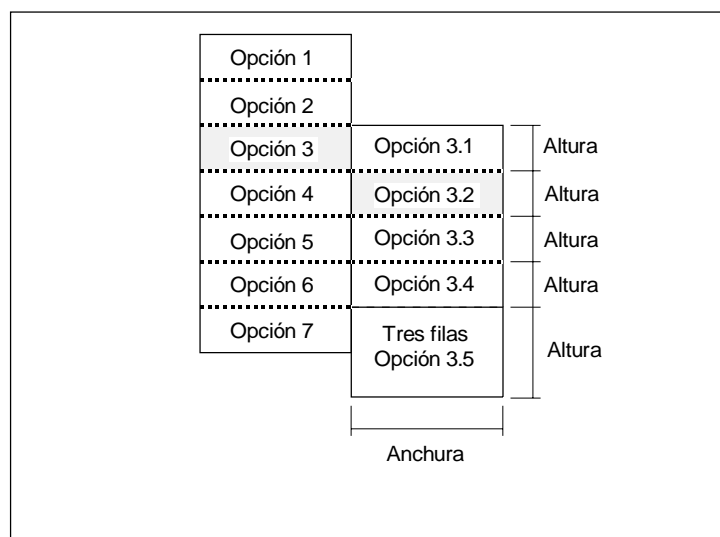 Opción 1
Opción 2
Opción 3
Opción 4
Opción 5
Opción 6
Opción 7
Opción 3.1
Opción 3.2
Opción 3.3
Opción 3.4
Tres filas
Opción 3.5
Altura
Altura
Altura
Altura
Altura
Anchura